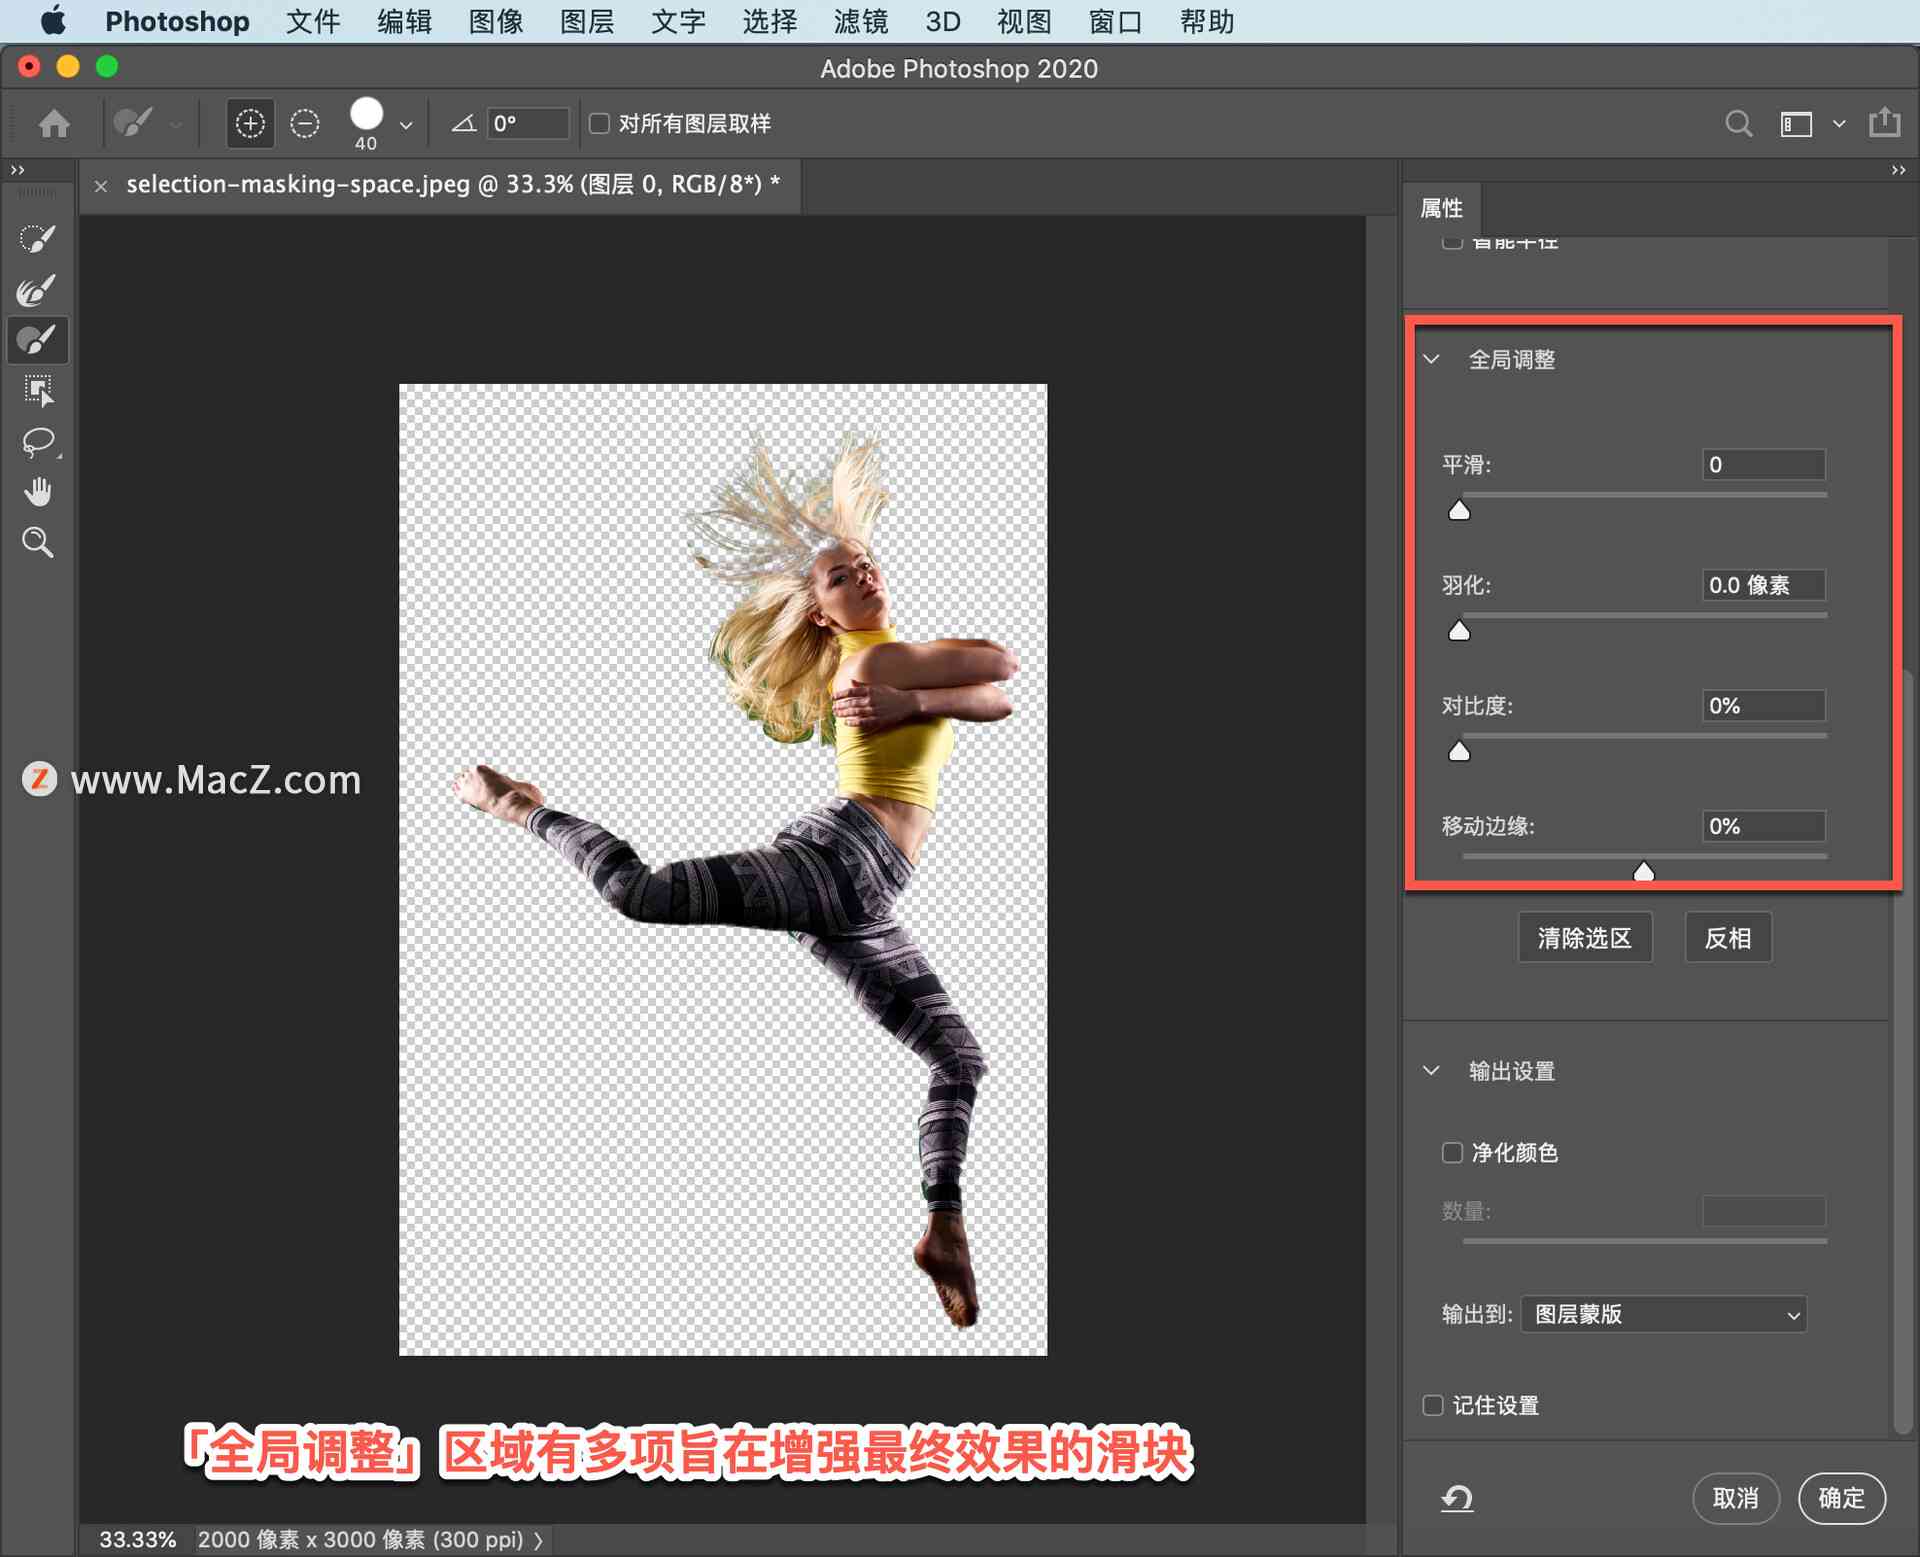 Photoshop 文件 编辑 图像 图层 文字 选择 滤镜 3D 视图 窗口 帮助
Adobe Photoshop 2020
40
0°
对所有图层取样
selection-masking-space.jpeg @ 33.3% (图层 0, RGB/8*) *
属性
智能半径
全局调整
平滑: 0
羽化: 0.0 像素
对比度: 0%
移动边缘: 0%
清除选区 反相
输出设置
净化颜色
数量:
输出到: 图层蒙版
记住设置
取消 确定
Z www.MacZ.com
「全局调整」区域有多项旨在增强最终效果的滑块
33.33% 2000 像素 x 3000 像素 (300 ppi)